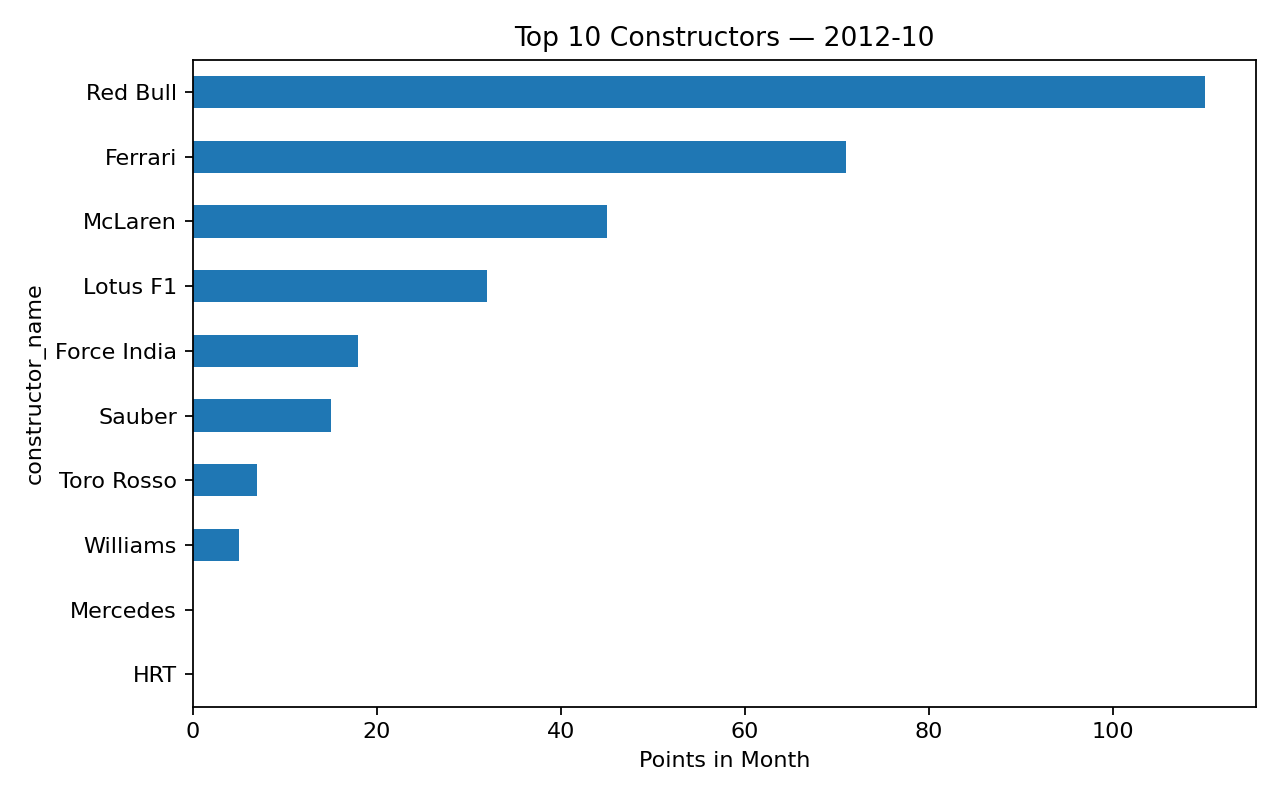 Top 10 Constructors — 2012-10
constructor_name
Red Bull
Ferrari
McLaren
Lotus F1
Force India
Sauber
Toro Rosso
Williams
Mercedes
HRT
0 20 40 60 80 100
Points in Month